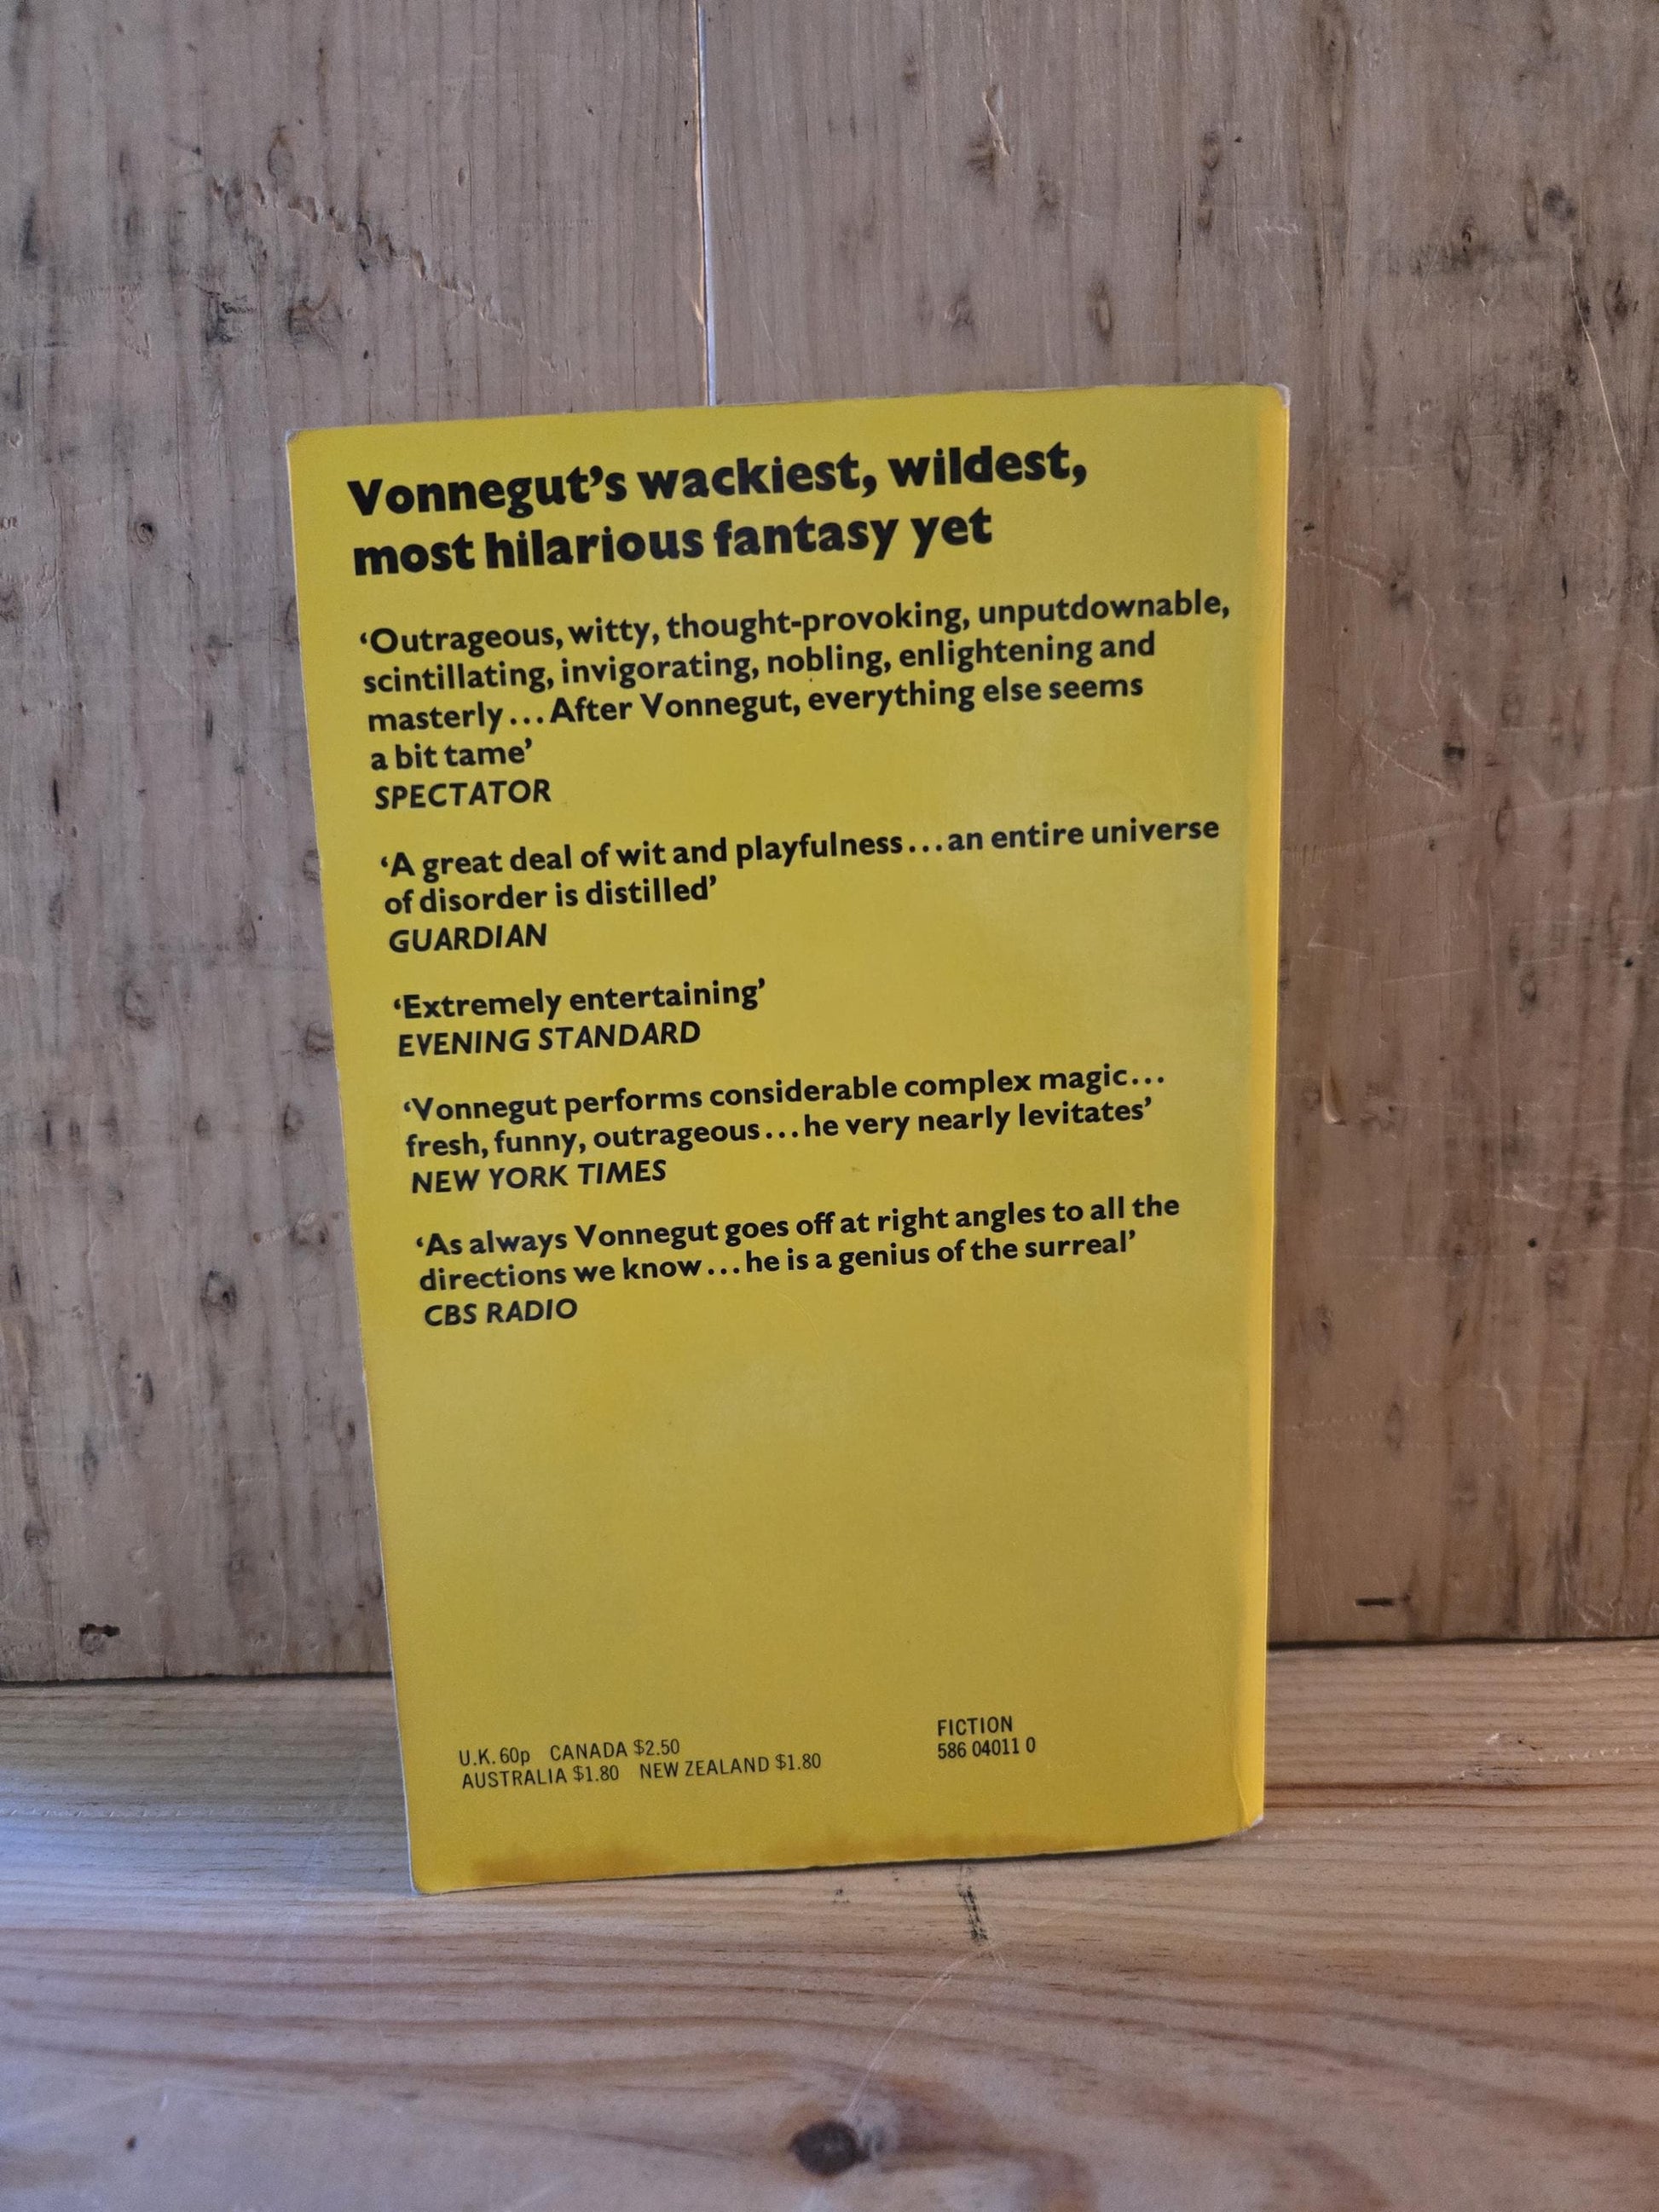 Vonnegut’s wackiest, wildest,
most hilarious fantasy yet
‘Outrageous, witty, thought-provoking, unputdownable,
scintillating, invigorating, nobling, enlightening and
masterly...After Vonnegut, everything else seems
a bit tame’
SPECTATOR
‘A great deal of wit and playfulness...an entire universe
of disorder is distilled’
GUARDIAN
‘Extremely entertaining’
EVENING STANDARD
‘Vonnegut performs considerable complex magic...
fresh, funny, outrageous...he very nearly levitates’
NEW YORK TIMES
‘As always Vonnegut goes off at right angles to all the
directions we know...he is a genius of the surreal’
CBS RADIO
U.K. 60p CANADA $2.50
AUSTRALIA $1.80 NEW ZEALAND $1.80
FICTION
586 04011 0